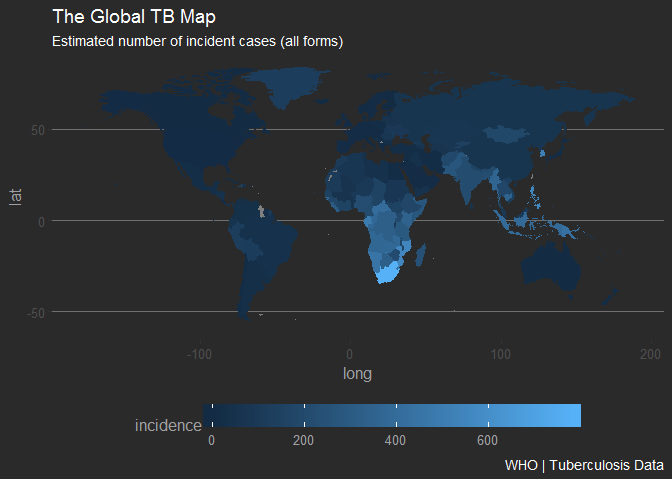 The Global TB Map
Estimated number of incident cases (all forms)
lat
50
0
-50
-100
0
100
200
long
incidence
0
200
400
600
WHO | Tuberculosis Data